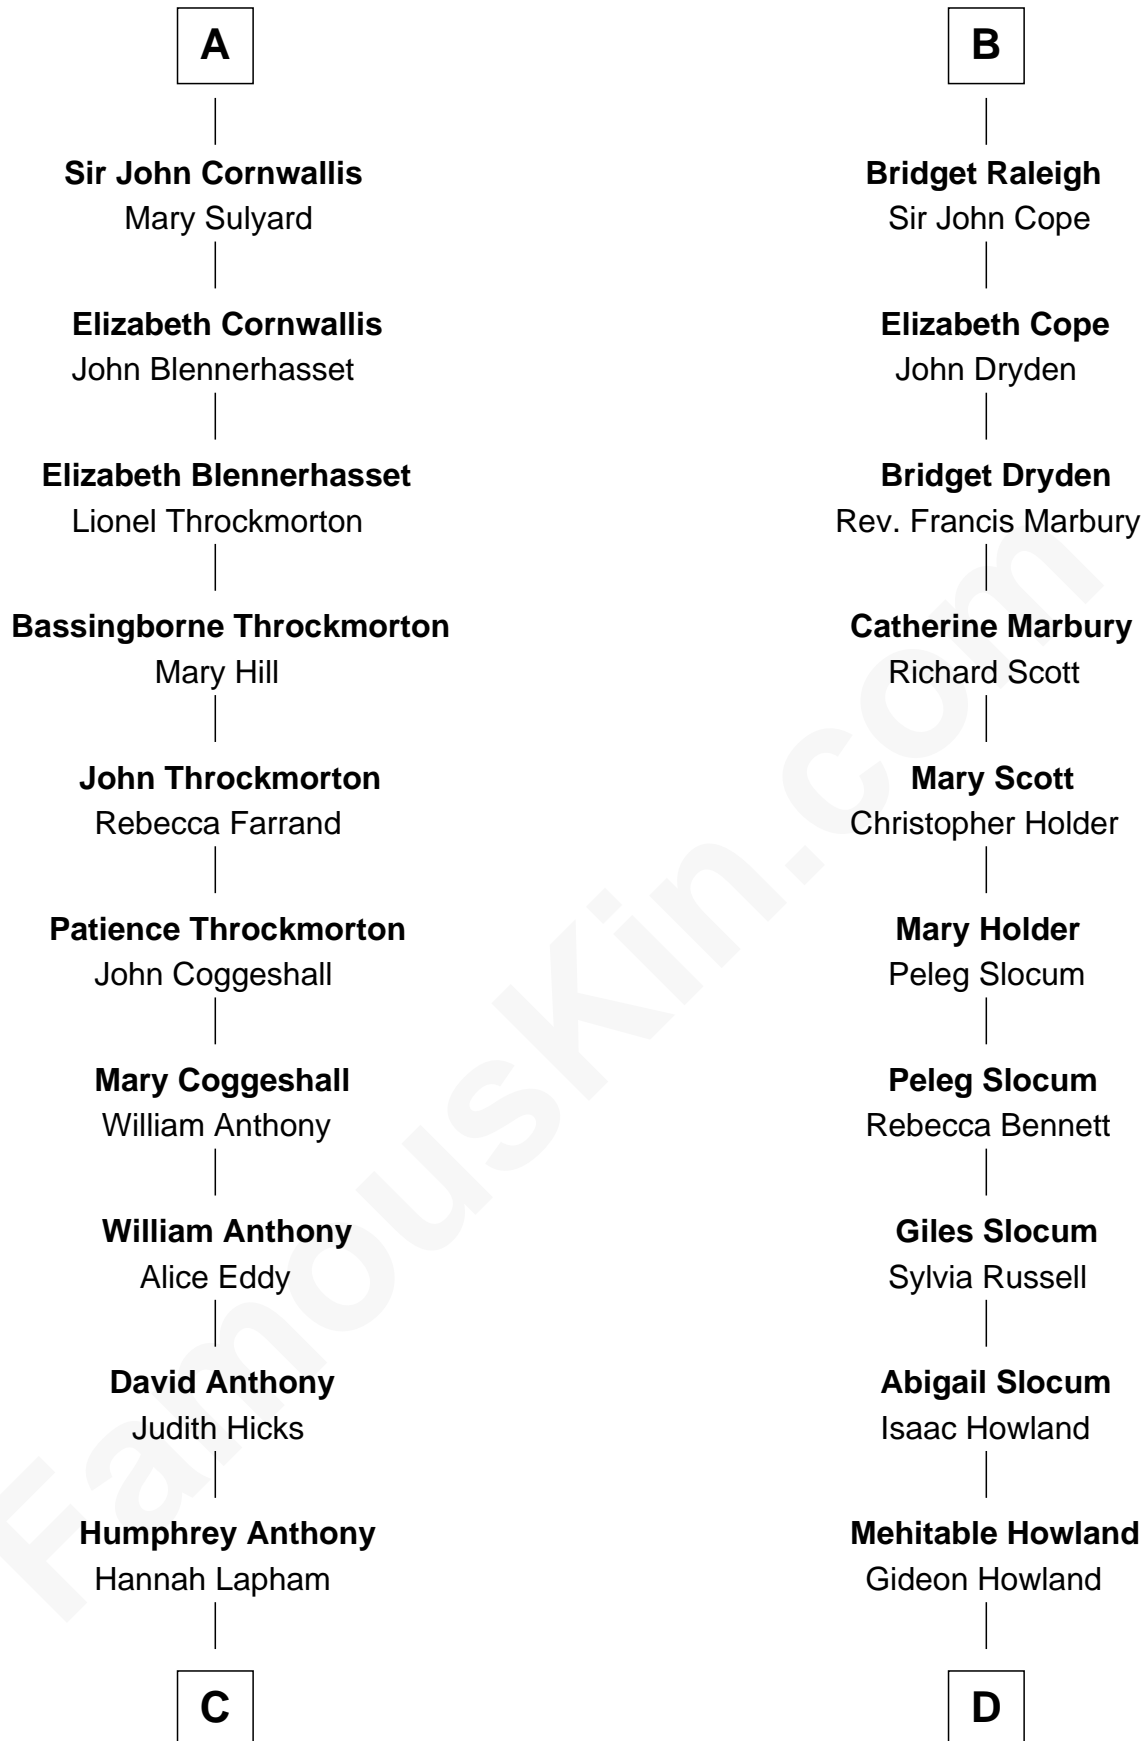 A
Sir John Cornwallis
Mary Sulyard
Elizabeth Cornwallis
John Blennerhasset
Elizabeth Blennerhasset
Lionel Throckmorton
Bassingborne Throckmorton
Mary Hill
John Throckmorton
Rebecca Farrand
Patience Throckmorton
John Coggeshall
Mary Coggeshall
William Anthony
William Anthony
Alice Eddy
David Anthony
Judith Hicks
Humphrey Anthony
Hannah Lapham
C
B
Bridget Raleigh
Sir John Cope
Elizabeth Cope
John Dryden
Bridget Dryden
Rev. Francis Marbury
Catherine Marbury
Richard Scott
Mary Scott
Christopher Holder
Mary Holder
Peleg Slocum
Peleg Slocum
Rebecca Bennett
Giles Slocum
Sylvia Russell
Abigail Slocum
Isaac Howland
Mehitable Howland
Gideon Howland
D
FamousKin.com